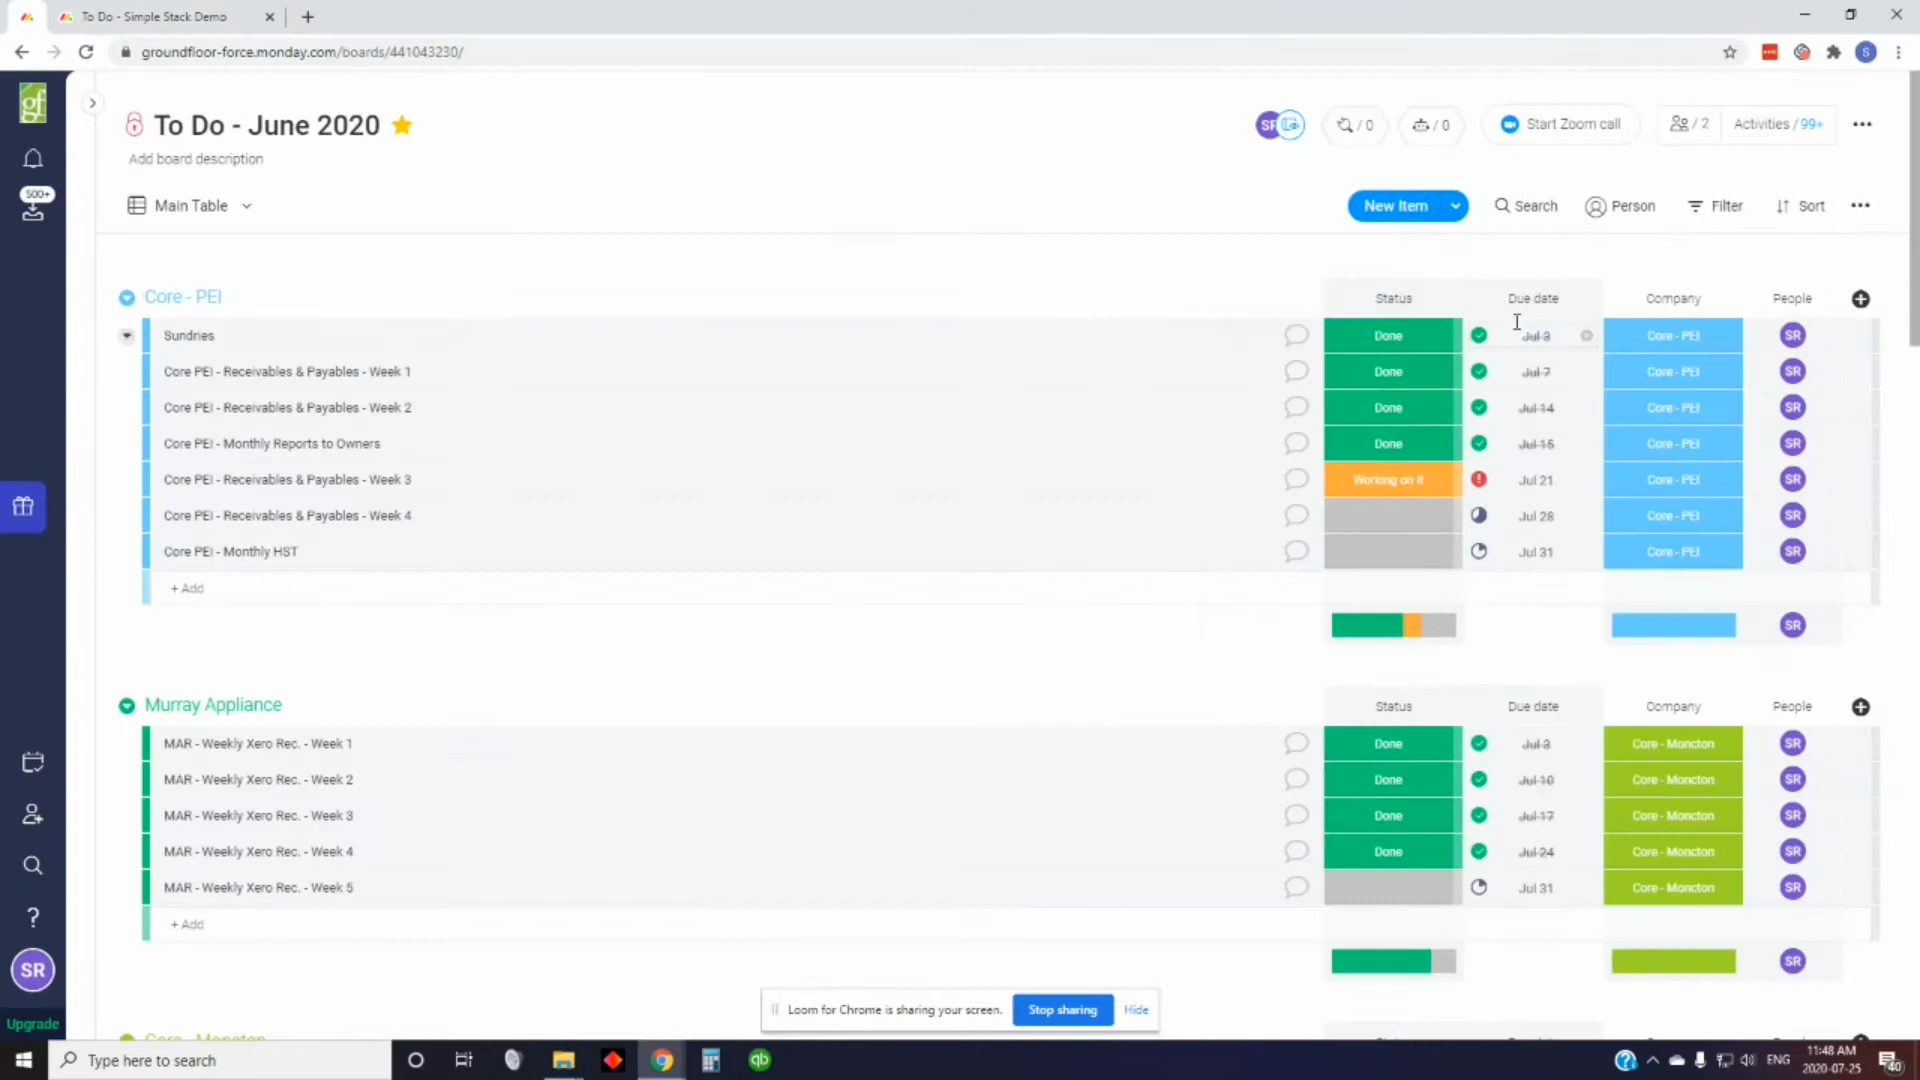 To Do - Simple Stack Demo
groundfloor-force.monday.com/boards/441043230/
S
gf
To Do - June 2020
SR
/ 0
/ 0
Start Zoom call
/ 2
Activities / 99+
Add board description
500+
Main Table
New Item
Search
Person
Filter
Sort
Core - PEI
Status
Due date
Company
People
Sundries
Done
Jul 3
Core - PEI
SR
Core PEI - Receivables & Payables - Week 1
Done
Jul 7
Core - PEI
SR
Core PEI - Receivables & Payables - Week 2
Done
Jul 14
Core - PEI
SR
Core PEI - Monthly Reports to Owners
Done
Jul 15
Core - PEI
SR
Core PEI - Receivables & Payables - Week 3
Working on it
Jul 21
Core - PEI
SR
Core PEI - Receivables & Payables - Week 4
Jul 28
Core - PEI
SR
Core PEI - Monthly HST
Jul 31
Core - PEI
SR
+ Add
SR
Murray Appliance
Status
Due date
Company
People
MAR - Weekly Xero Rec. - Week 1
Done
Jul 3
Core - Moncton
SR
MAR - Weekly Xero Rec. - Week 2
Done
Jul 10
Core - Moncton
SR
MAR - Weekly Xero Rec. - Week 3
Done
Jul 17
Core - Moncton
SR
MAR - Weekly Xero Rec. - Week 4
Done
Jul 24
Core - Moncton
SR
MAR - Weekly Xero Rec. - Week 5
Jul 31
Core - Moncton
SR
+ Add
SR
SR
Loom for Chrome is sharing your screen.
Stop sharing
Hide
Upgrade
Core - Moncton
Type here to search
qb
ENG
11:48 AM
2020-07-25
40